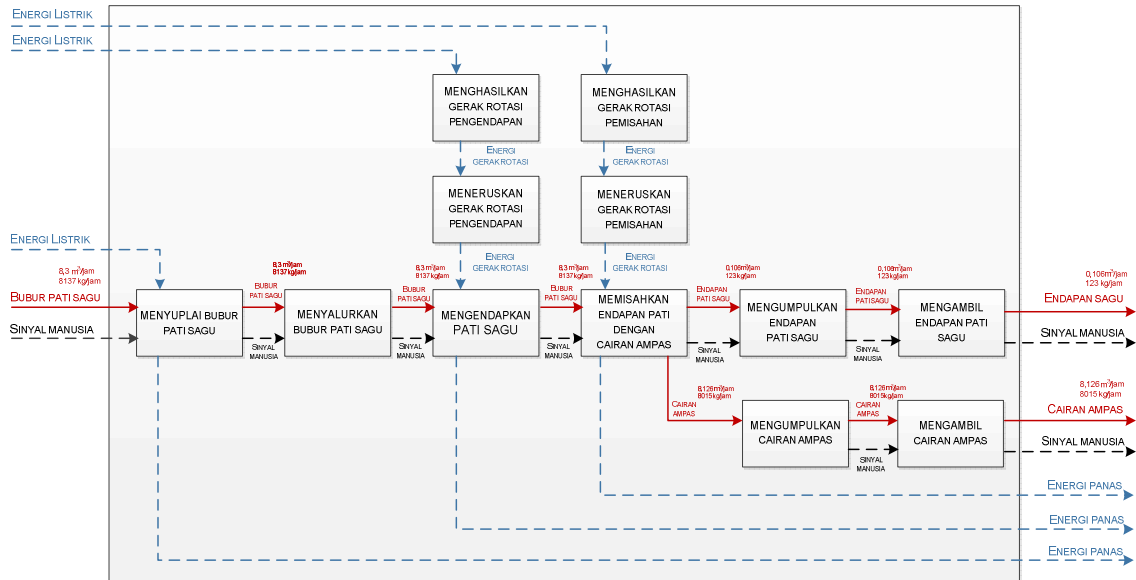 ENERGI LISTRIK
ENERGI LISTRIK
MENGHASILKAN
GERAK ROTASI
PENGENDAPAN
MENGHASILKAN
GERAK ROTASI
PEMISAHAN
ENERGI
GERAK ROTASI
ENERGI
GERAK ROTASI
MENERUSKAN
GERAK ROTASI
PENGENDAPAN
MENERUSKAN
GERAK ROTASI
PEMISAHAN
ENERGI
GERAK ROTASI
ENERGI
GERAK ROTASI
ENERGI LISTRIK
8,3 m³/jam
8137 kg/jam
BUBUR PATI SAGU
SINYAL MANUSIA
MENYUPLAI BUBUR
PATI SAGU
8,3 m³/jam
8137 kg/jam
BUBUR
PATI SAGU
SINYAL
MANUSIA
MENYALURKAN
BUBUR PATI SAGU
8,3 m³/jam
8137 kg/jam
BUBUR
PATI SAGU
SINYAL
MANUSIA
MENGENDAPKAN
PATI SAGU
8,3 m³/jam
8137 kg/jam
BUBUR
PATI SAGU
SINYAL
MANUSIA
MEMISAHKAN
ENDAPAN PATI
DENGAN
CAIRAN AMPAS
0,106 m³/jam
123 kg/jam
ENDAPAN
PATI SAGU
SINYAL
MANUSIA
MENGUMPULKAN
ENDAPAN
PATI SAGU
0,106 m³/jam
123 kg/jam
ENDAPAN
PATI SAGU
SINYAL
MANUSIA
MENGAMBIL
ENDAPAN PATI
SAGU
0,106 m³/jam
123 kg/jam
ENDAPAN SAGU
SINYAL MANUSIA
8,126 m³/jam
8015 kg/jam
CAIRAN
AMPAS
MENGUMPULKAN
CAIRAN AMPAS
8,126 m³/jam
8015 kg/jam
CAIRAN
AMPAS
SINYAL
MANUSIA
MENGAMBIL
CAIRAN AMPAS
8,126 m³/jam
8015 kg/jam
CAIRAN AMPAS
SINYAL MANUSIA
ENERGI PANAS
ENERGI PANAS
ENERGI PANAS